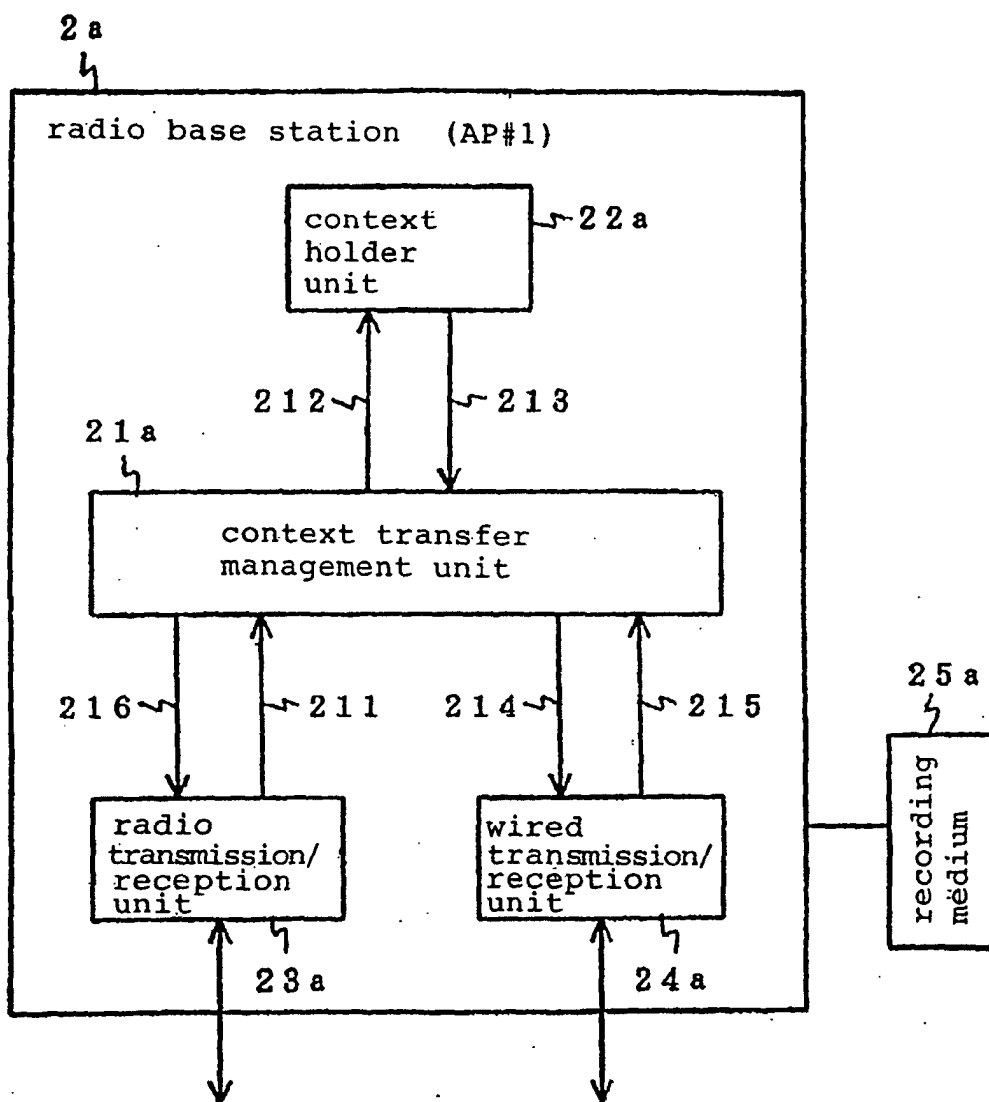 2a
radio base station (AP#1)
context
holder
unit
22a
212
213
21a
context transfer
management unit
216
211
214
215
25a
radio
transmission/
reception
unit
wired
transmission/
reception
unit
recording
medium
23a
24a